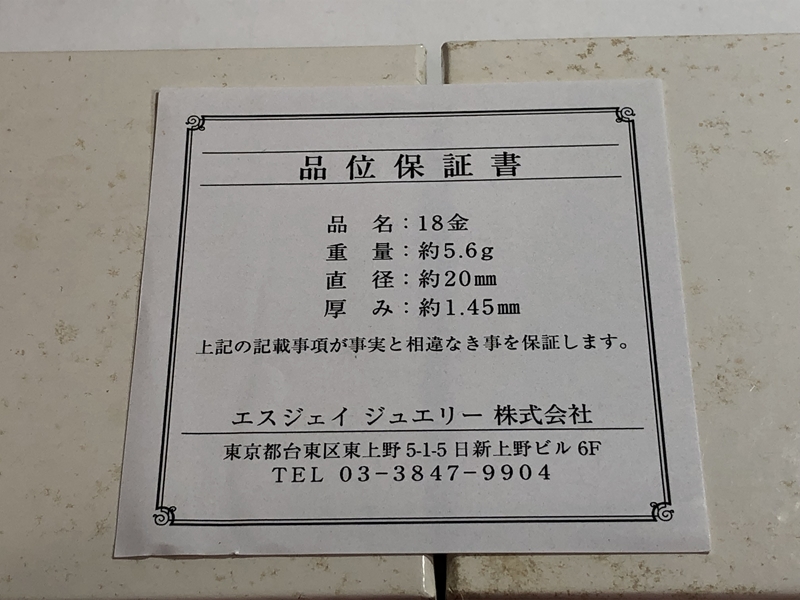 品位保証書
品 名：18金
重 量：約5.6g
直 径：約20㎜
厚 み：約1.45㎜
上記の記載事項が事実と相違なき事を保証します。
エスジェイ ジュエリー 株式会社
東京都台東区東上野 5-1-5 日新上野ビル 6F
TEL 03-3847-9904